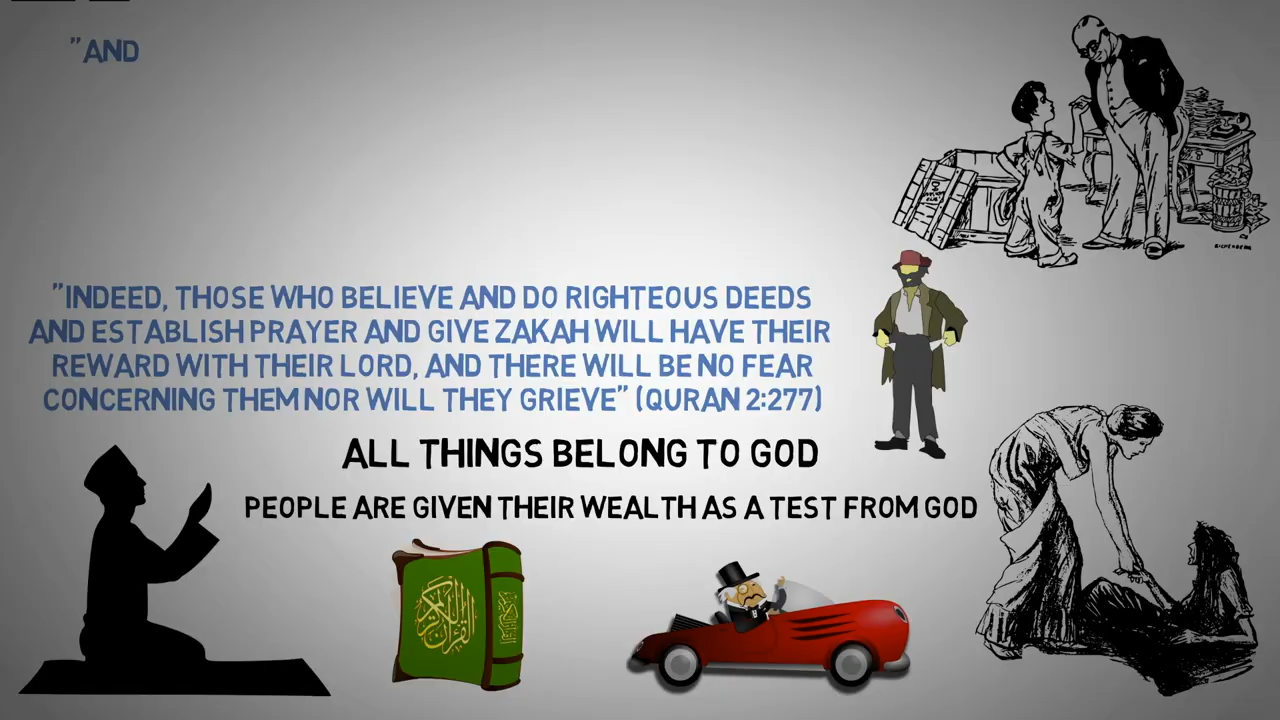 "AND
"INDEED, THOSE WHO BELIEVE AND DO RIGHTEOUS DEEDS
AND ESTABLISH PRAYER AND GIVE ZAKAH WILL HAVE THEIR
REWARD WITH THEIR LORD, AND THERE WILL BE NO FEAR
CONCERNING THEM NOR WILL THEY GRIEVE" (QURAN 2:277)
ALL THINGS BELONG TO GOD
PEOPLE ARE GIVEN THEIR WEALTH AS A TEST FROM GOD
القرآن الكريم